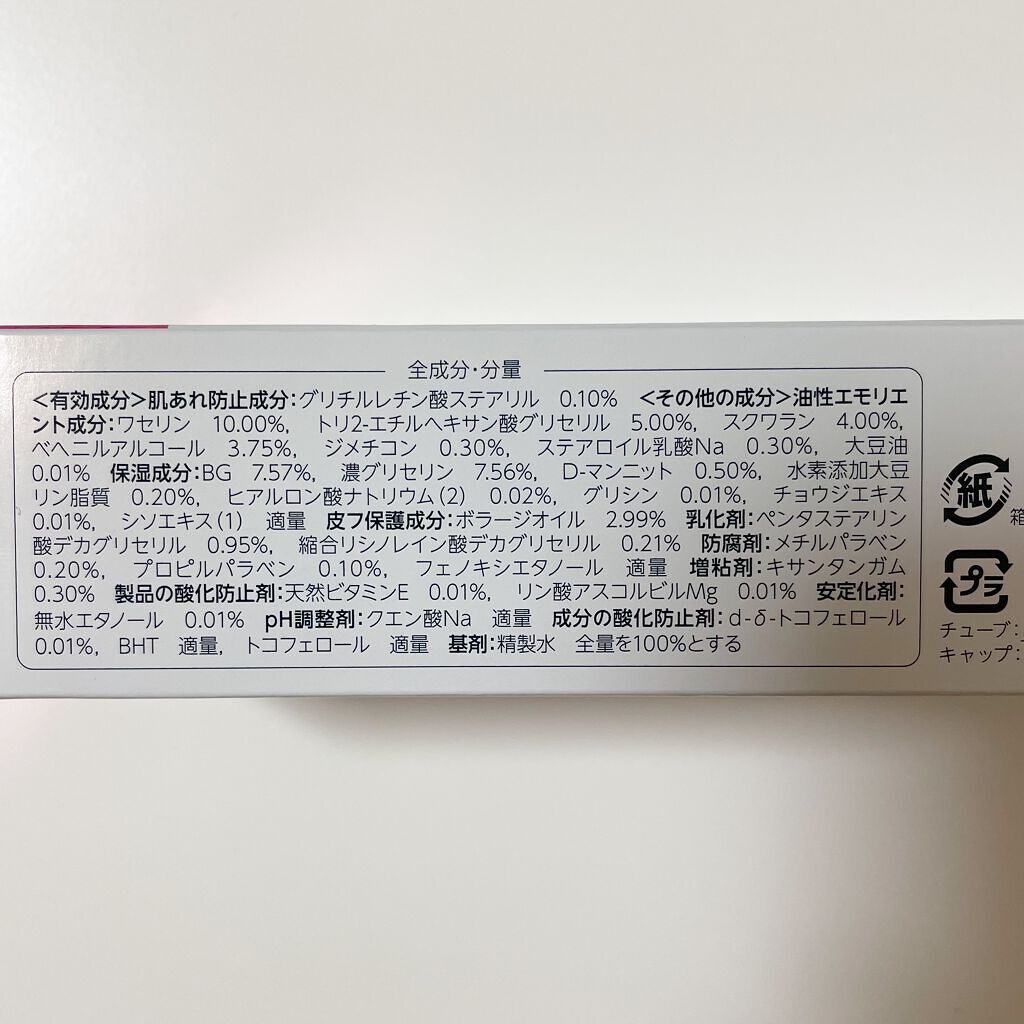 全成分・分量
＜有効成分＞肌あれ防止成分：グリチルレチン酸ステアリル 0.10% ＜その他の成分＞油性エモリエ
ント成分：ワセリン 10.00%, トリ2-エチルヘキサン酸グリセリル 5.00%, スクワラン 4.00%,
ベヘニルアルコール 3.75%, ジメチコン 0.30%, ステアロイル乳酸Na 0.30%, 大豆油
0.01% 保湿成分：BG 7.57%, 濃グリセリン 7.56%, D-マンニット 0.50%, 水素添加大豆
リン脂質 0.20%, ヒアルロン酸ナトリウム（2） 0.02%, グリシン 0.01%, チョウジエキス
0.01%, シソエキス（1） 適量 皮フ保護成分：ボラージオイル 2.99% 乳化剤：ペンタステアリン
酸デカグリセリル 0.95%, 縮合リシノレイン酸デカグリセリル 0.21% 防腐剤：メチルパラベン
0.20%, プロピルパラベン 0.10%, フェノキシエタノール 適量 増粘剤：キサンタンガム
0.30% 製品の酸化防止剤：天然ビタミンE 0.01%, リン酸アスコルビルMg 0.01% 安定化剤：
無水エタノール 0.01% pH調整剤：クエン酸Na 適量 成分の酸化防止剤：d-δ-トコフェロール
0.01%, BHT 適量, トコフェロール 適量 基剤：精製水 全量を100%とする
紙
箱
プラ
チューブ：
キャップ：